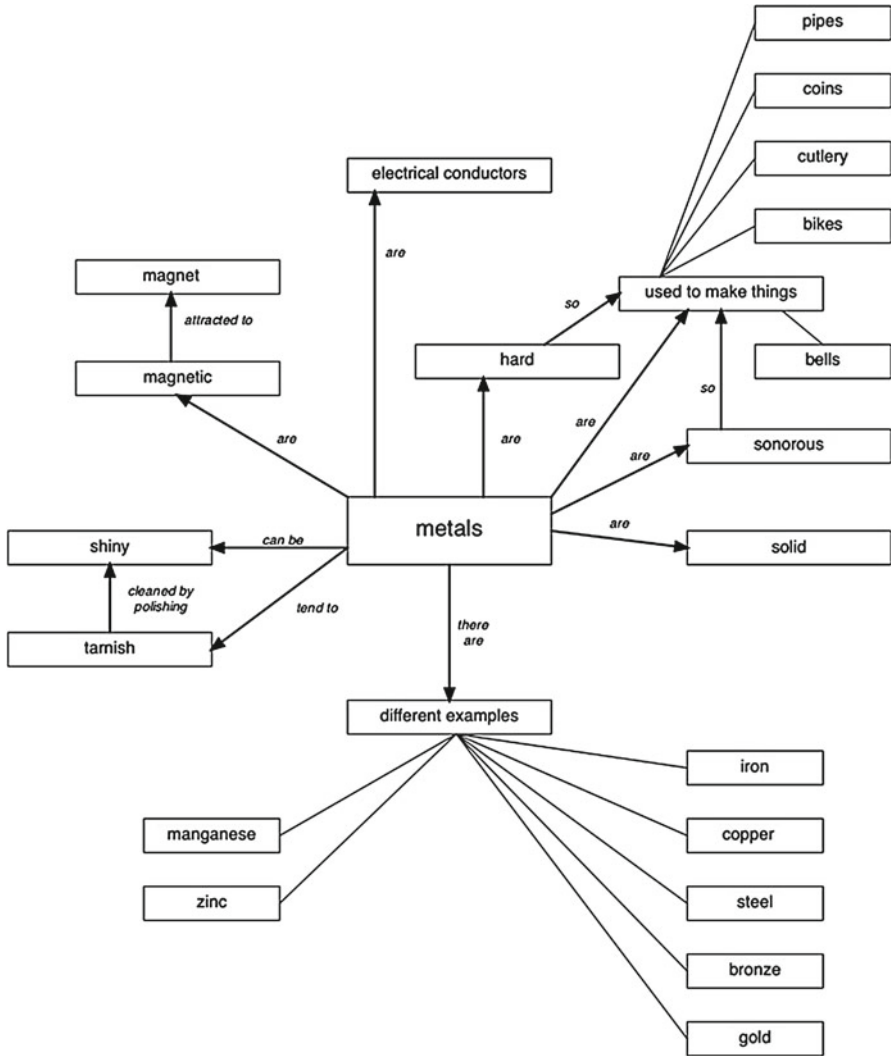 pipes
coins
cutlery
bikes
electrical conductors
are
magnet
attracted to
magnetic
are
used to make things
so
hard
are
bells
so
are
sonorous
are
metals
are
solid
shiny
can be
cleaned by
polishing
tarnish
tend to
there
are
different examples
iron
manganese
copper
zinc
steel
bronze
gold